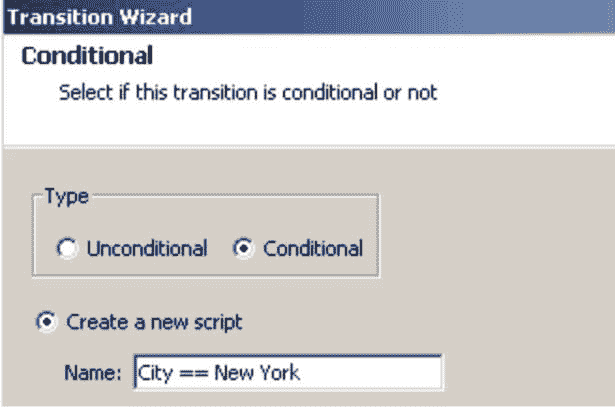 Transition Wizard
Conditional
Select if this transition is conditional or not
Type
Unconditional Conditional
Create a new script
Name: City == New York